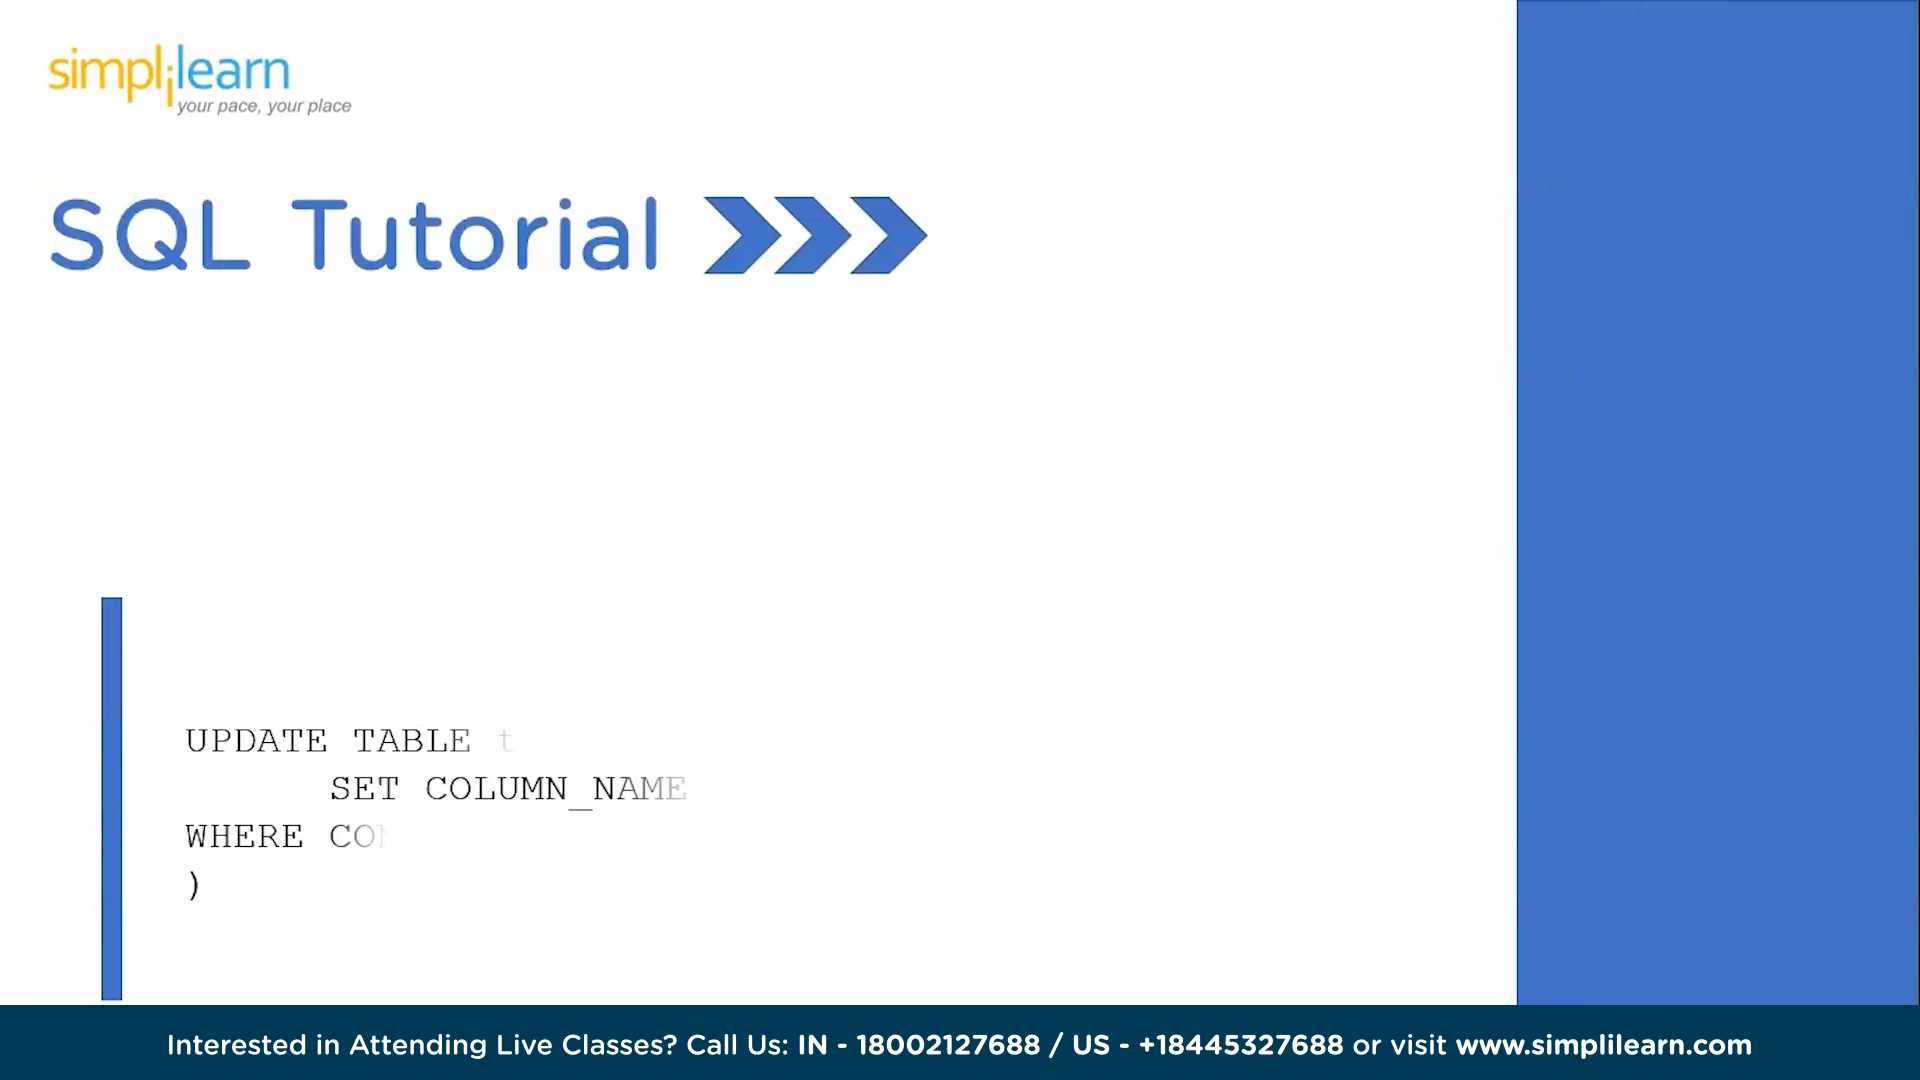 simplilearn
your pace, your place
SQL Tutorial
UPDATE TABLE
SET COLUMN_NAME
WHERE
)
Interested in Attending Live Classes? Call Us: IN - 18002127688 / US - +18445327688 or visit www.simplilearn.com